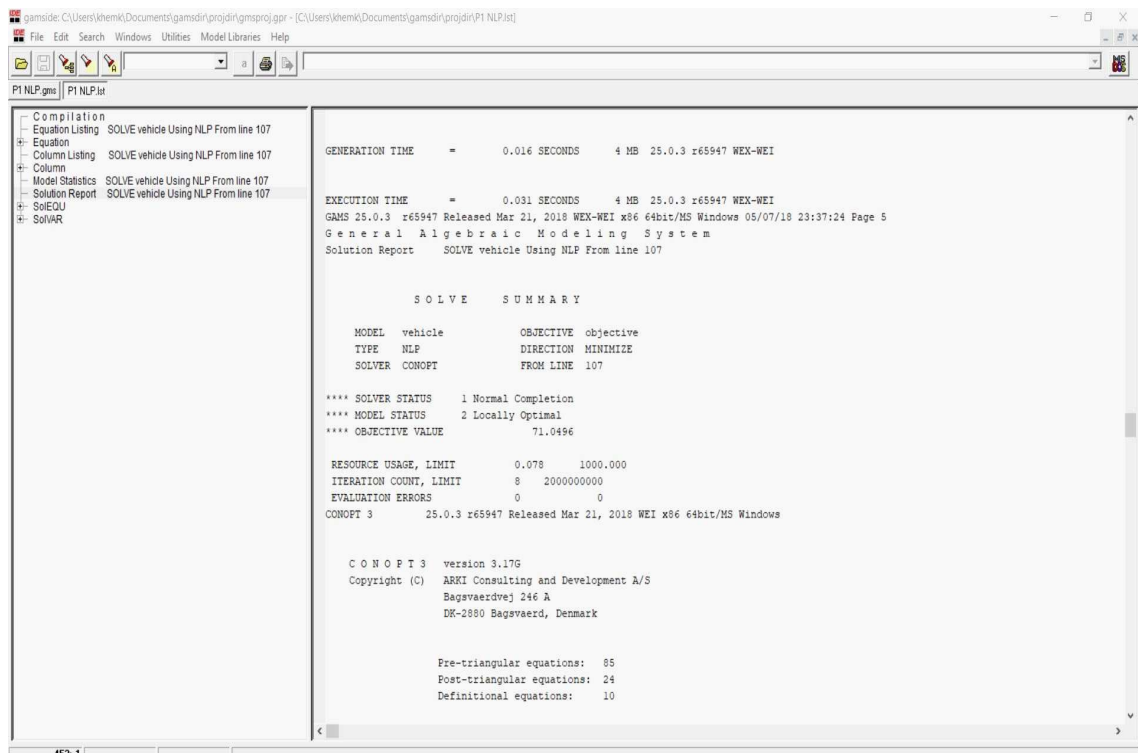 gamside: C:\Users\khemk\Documents\gamsdir\projdir\gmsproj.gpr - [C:\Users\khemk\Documents\gamsdir\projdir\P1 NLP.lst]
File Edit Search Windows Utilities Model Libraries Help
P1 NLP.gms P1 NLP.lst
Compilation
Equation Listing SOLVE vehicle Using NLP From line 107
Equation
Column Listing SOLVE vehicle Using NLP From line 107
Column
Model Statistics SOLVE vehicle Using NLP From line 107
Solution Report SOLVE vehicle Using NLP From line 107
SolEQU
SolVAR
GENERATION TIME = 0.016 SECONDS 4 MB 25.0.3 r65947 WEX-WEI
EXECUTION TIME = 0.031 SECONDS 4 MB 25.0.3 r65947 WEX-WEI
GAMS 25.0.3 r65947 Released Mar 21, 2018 WEX-WEI x86 64bit/MS Windows 05/07/18 23:37:24 Page 5
G e n e r a l A l g e b r a i c M o d e l i n g S y s t e m
Solution Report SOLVE vehicle Using NLP From line 107
S O L V E S U M M A R Y
MODEL vehicle OBJECTIVE objective
TYPE NLP DIRECTION MINIMIZE
SOLVER CONOPT FROM LINE 107
**** SOLVER STATUS 1 Normal Completion
**** MODEL STATUS 2 Locally Optimal
**** OBJECTIVE VALUE 71.0496
RESOURCE USAGE, LIMIT 0.078 1000.000
ITERATION COUNT, LIMIT 8 2000000000
EVALUATION ERRORS 0 0
CONOPT 3 25.0.3 r65947 Released Mar 21, 2018 WEI x86 64bit/MS Windows
C O N O P T 3 version 3.17G
Copyright (C) ARKI Consulting and Development A/S
Bagsvaerdvej 246 A
DK-2880 Bagsvaerd, Denmark
Pre-triangular equations: 85
Post-triangular equations: 24
Definitional equations: 10